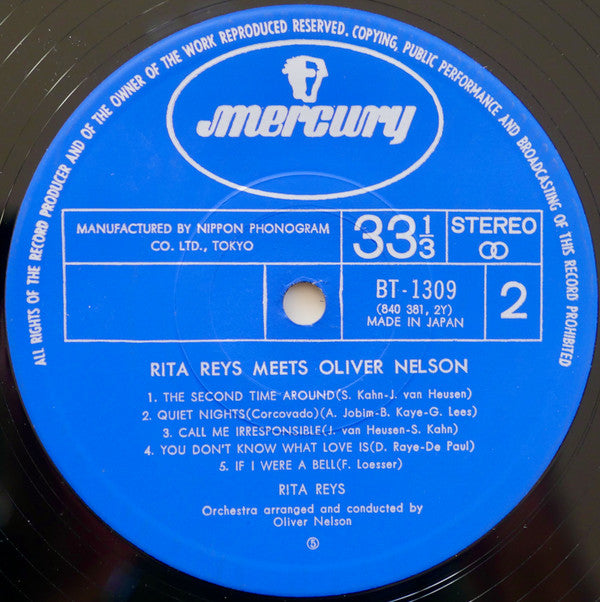 ALL RIGHTS OF THE RECORD PRODUCER AND OF THE OWNER OF THE WORK REPRODUCED RESERVED. COPYING, PUBLIC PERFORMANCE AND BROADCASTING OF THIS RECORD PROHIBITED
mercury
MANUFACTURED BY NIPPON PHONOGRAM
CO. LTD., TOKYO
33 1/3
STEREO
BT-1309
(840 381, 2Y)
MADE IN JAPAN
2
RITA REYS MEETS OLIVER NELSON
1. THE SECOND TIME AROUND(S. Kahn-J. van Heusen)
2. QUIET NIGHTS(Corcovado)(A. Jobim-B. Kaye-G. Lees)
3. CALL ME IRRESPONSIBLE(J. van Heusen-S. Kahn)
4. YOU DON'T KNOW WHAT LOVE IS(D. Raye-De Paul)
5. IF I WERE A BELL(F. Loesser)
RITA REYS
Orchestra arranged and conducted by
Oliver Nelson
⑤